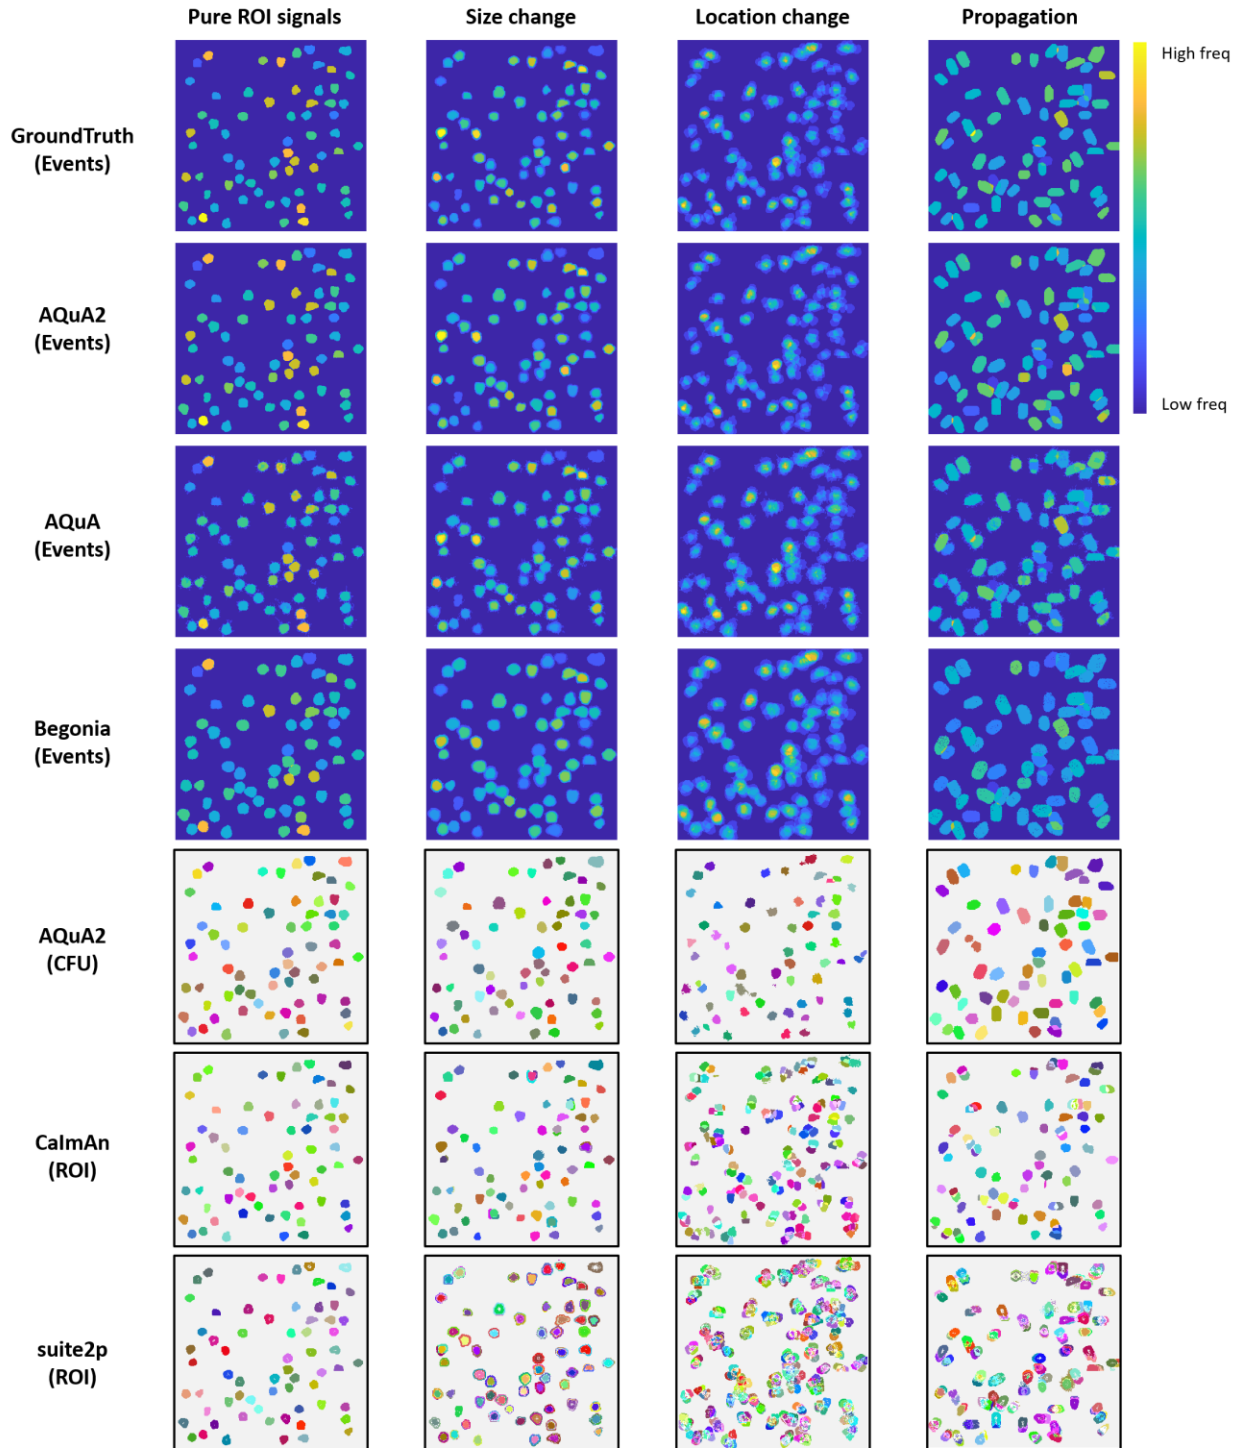 Pure ROI signals
Size change
Location change
Propagation
High freq
Low freq
GroundTruth
(Events)
AQuA2
(Events)
AQuA
(Events)
Begonia
(Events)
AQuA2
(CFU)
CaImAn
(ROI)
suite2p
(ROI)